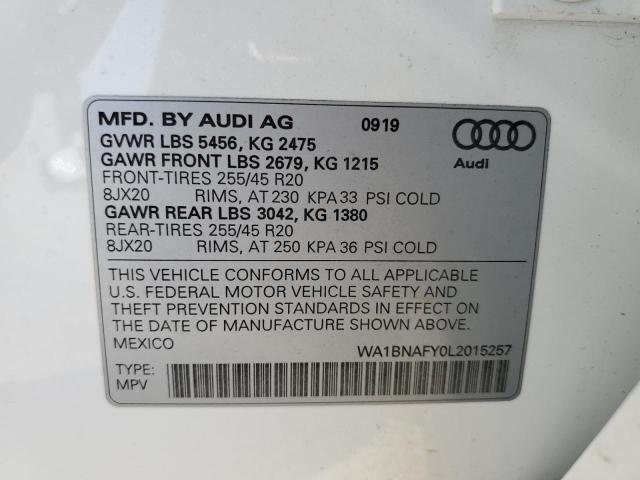 MFD. BY AUDI AG 0919
GVWR LBS 5456, KG 2475
GAWR FRONT LBS 2679, KG 1215
FRONT-TIRES 255/45 R20
8JX20 RIMS, AT 230 KPA 33 PSI COLD
GAWR REAR LBS 3042, KG 1380
REAR-TIRES 255/45 R20
8JX20 RIMS, AT 250 KPA 36 PSI COLD
Audi
THIS VEHICLE CONFORMS TO ALL APPLICABLE
U.S. FEDERAL MOTOR VEHICLE SAFETY AND
THEFT PREVENTION STANDARDS IN EFFECT ON
THE DATE OF MANUFACTURE SHOWN ABOVE.
MEXICO WA1BNAFY0L2015257
TYPE:
MPV